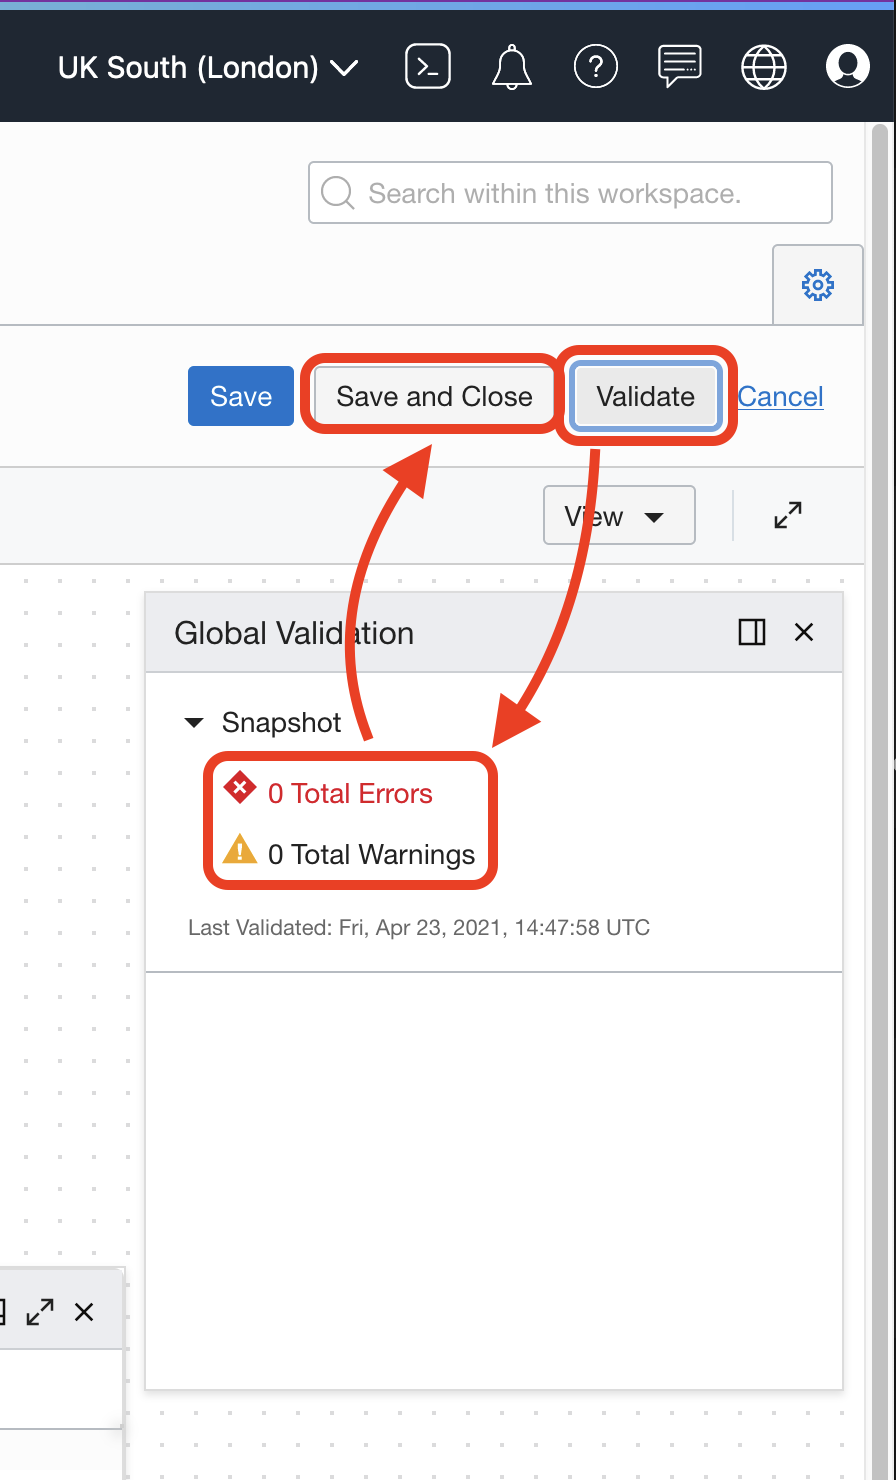 UK South (London)
Search within this workspace.
Save
Save and Close
Validate
Cancel
View
Global Validation
Snapshot
0 Total Errors
0 Total Warnings
Last Validated: Fri, Apr 23, 2021, 14:47:58 UTC